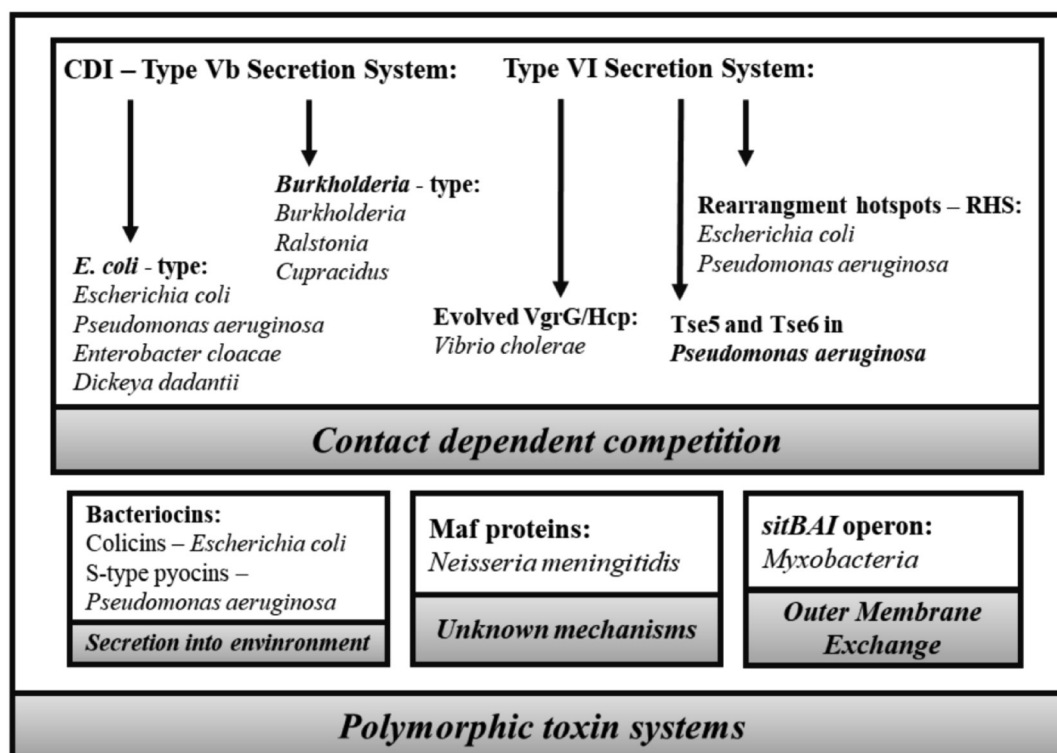 CDI – Type Vb Secretion System:
Type VI Secretion System:
Burkholderia - type:
Burkholderia
Ralstonia
Cupracidus
E. coli - type:
Escherichia coli
Pseudomonas aeruginosa
Enterobacter cloacae
Dickeya dadantii
Rearrangment hotspots – RHS:
Escherichia coli
Pseudomonas aeruginosa
Evolved VgrG/Hcp:
Vibrio cholerae
Tse5 and Tse6 in
Pseudomonas aeruginosa
Contact dependent competition
Bacteriocins:
Colicins – Escherichia coli
S-type pyocins –
Pseudomonas aeruginosa
Secretion into envinronment
Maf proteins:
Neisseria meningitidis
Unknown mechanisms
sitBAI operon:
Myxobacteria
Outer Membrane
Exchange
Polymorphic toxin systems